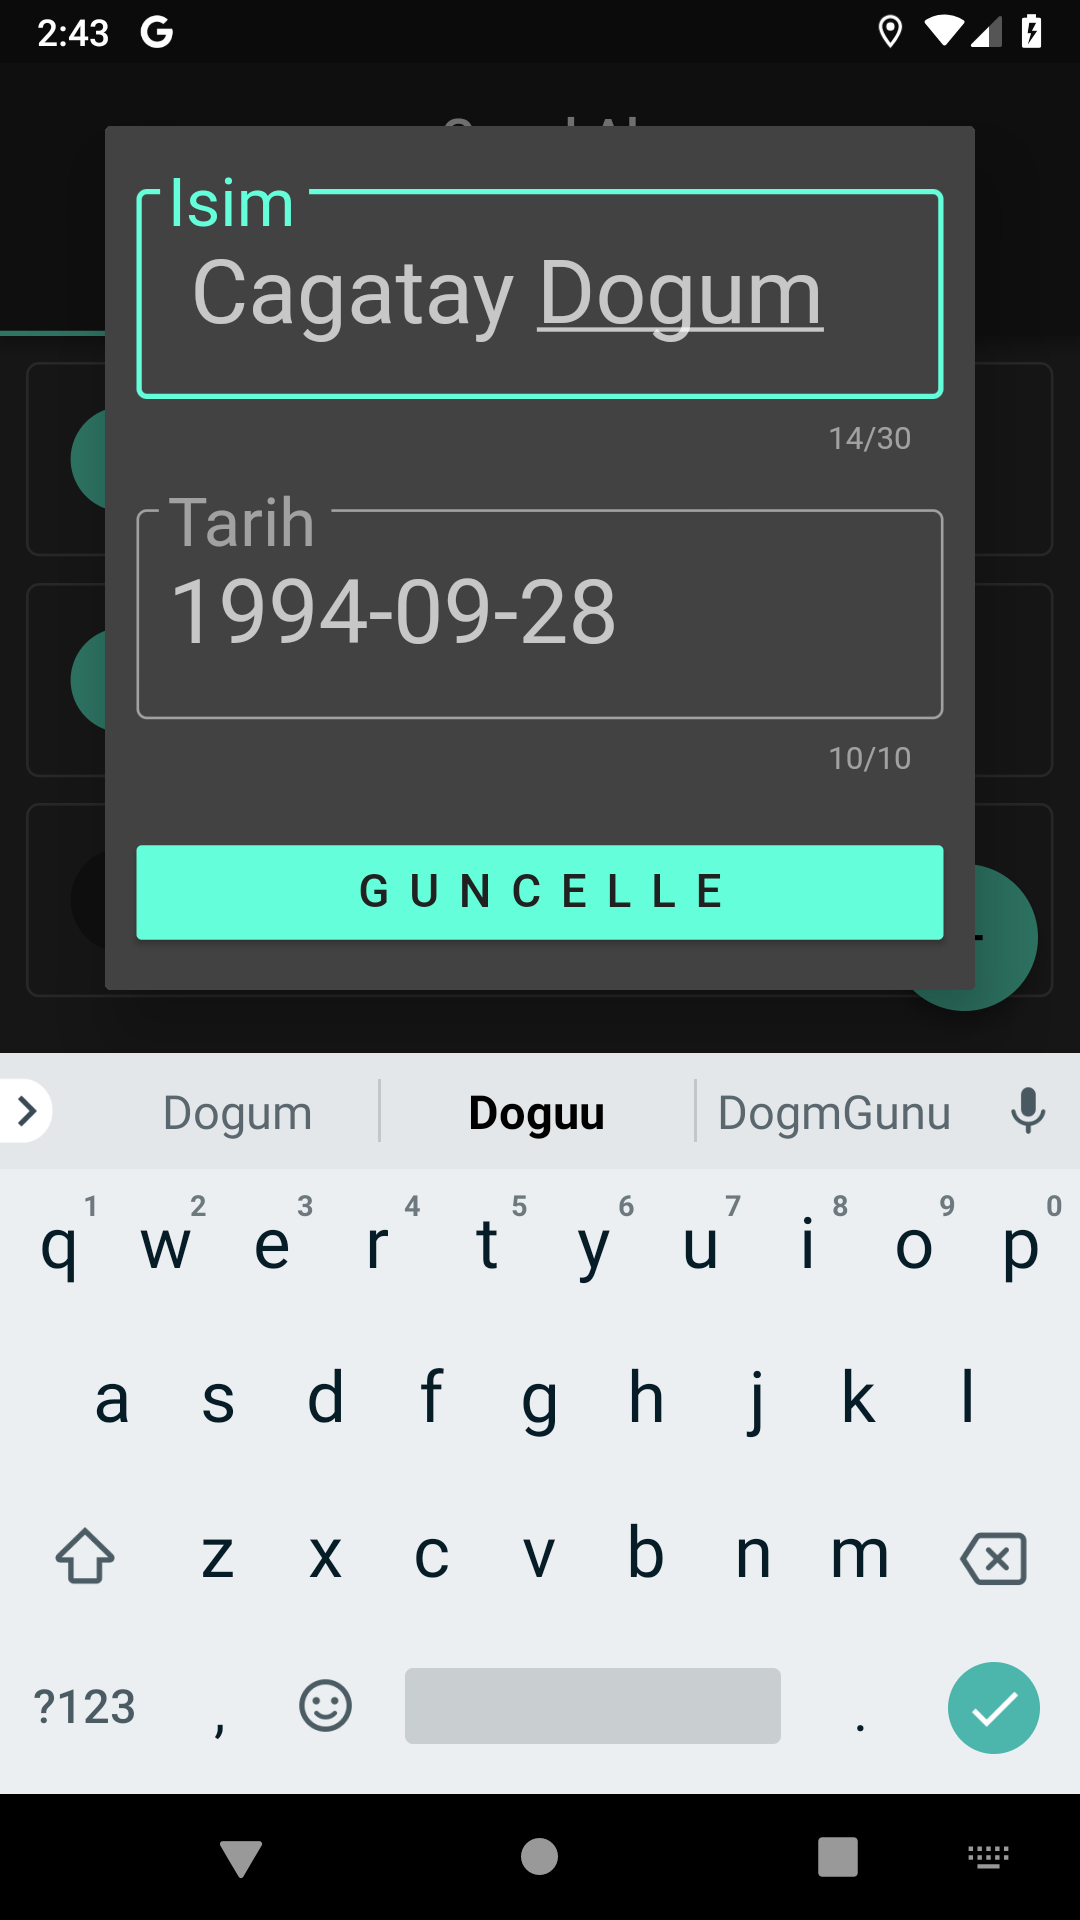 2:43
Isim
Cagatay Dogum
14/30
Tarih
1994-09-28
10/10
GUNCELLE
Dogum Doguu DogmGunu
1 2 3 4 5 6 7 8 9 0
q w e r t y u i o p
a s d f g h j k l
z x c v b n m
?123 , .